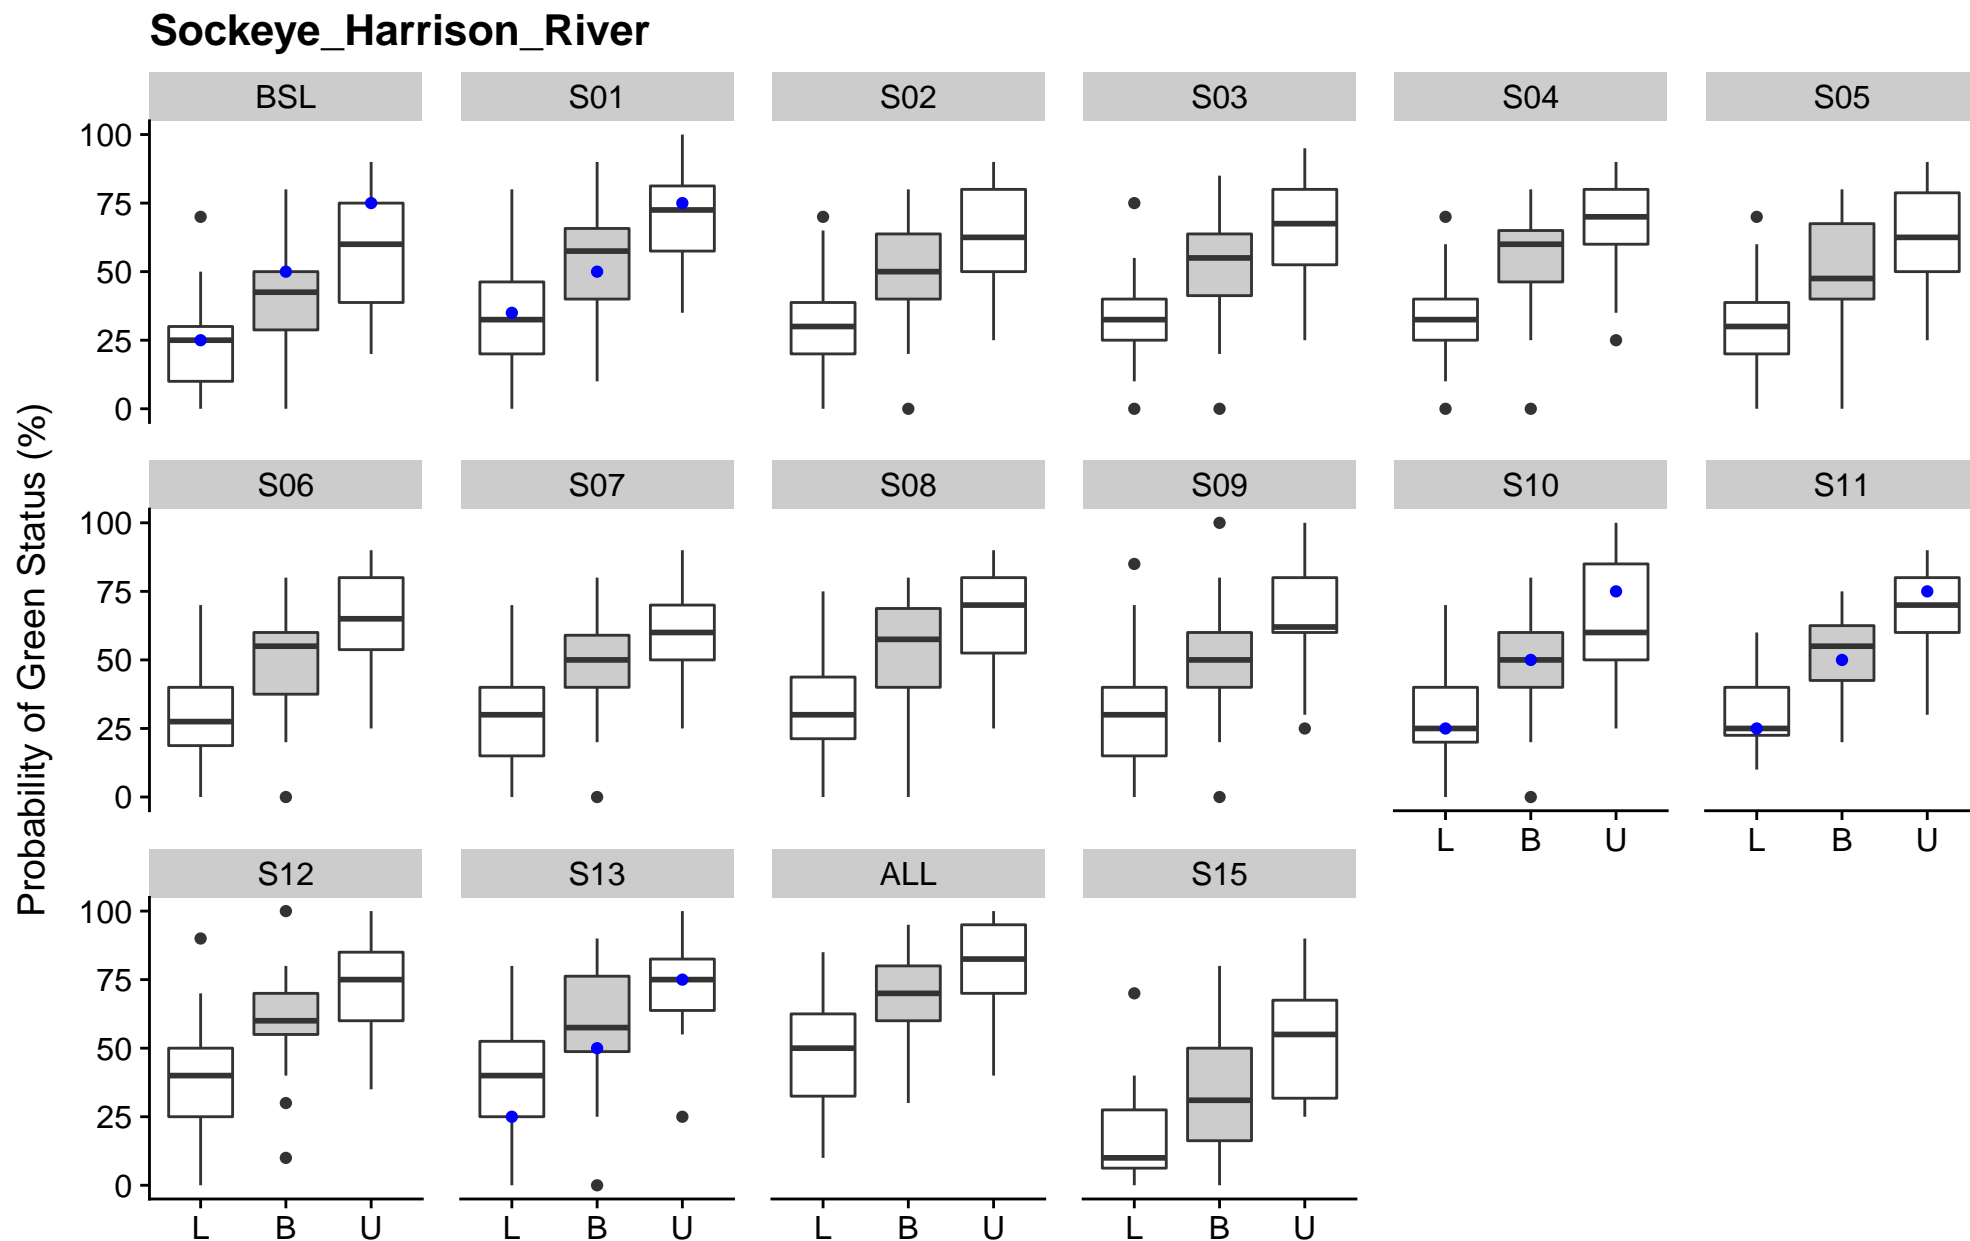 Sockeye_Harrison_River
BSL S01 S02 S03 S04 S05
100
75
50
25
0
S06 S07 S08 S09 S10 S11
100
75
50
25
0
L B U L B U
S12 S13 ALL S15
100
75
50
25
0
L B U L B U L B U L B U
Probability of Green Status (%)